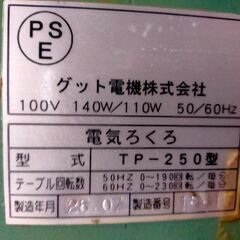 PS
E
グット電機株式会社
100V 140W/110W 50/60Hz
電気ろくろ
型式 TP-250型
テーブル回転数 50HZ 0~190回転/毎分
60HZ 0~230回転/毎分
製造年月
製造番号